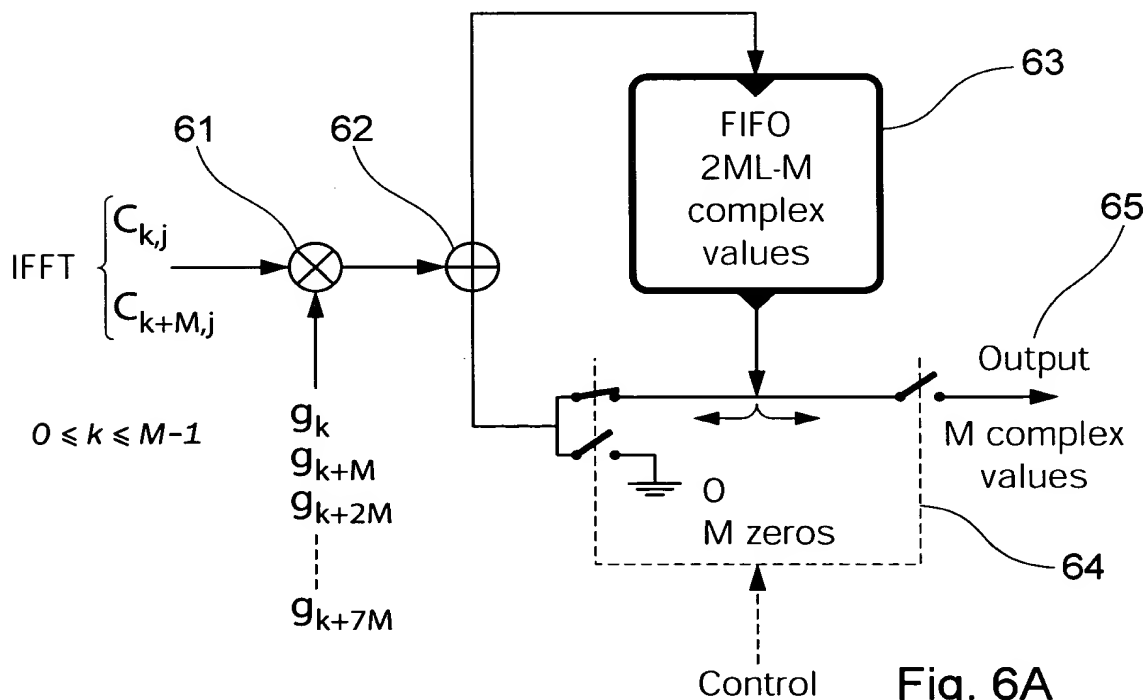 63
FIFO
2ML-M
complex
values
61
62
65
IFFT
C_{k,j}
C_{k+M,j}
Output
M complex
values
0 ⩽ k ⩽ M-1
g_k
g_{k+M}
g_{k+2M}
g_{k+7M}
0
M zeros
64
Control
Fig. 6A